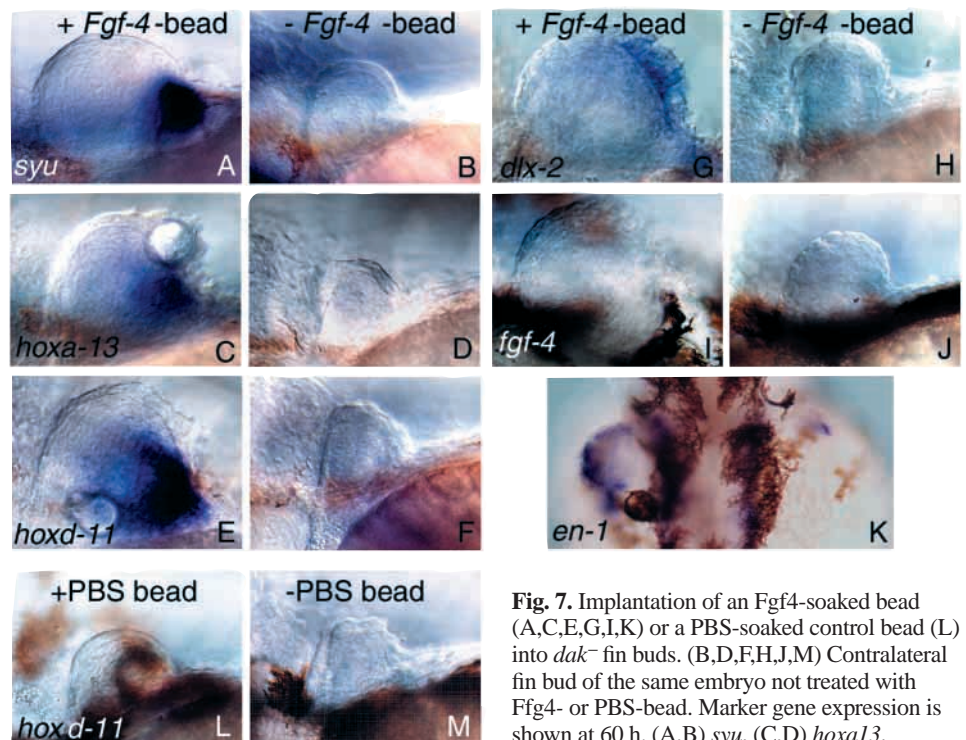 + Fgf-4-bead - Fgf-4 -bead + Fgf-4-bead - Fgf-4 -bead
syu A B dlx-2 G H
hoxa-13 C D fgf-4 I J
hoxd-11 E F en-1 K
+PBS bead -PBS bead
hoxd-11 L M
Fig. 7. Implantation of an Fgf4-soaked bead
(A,C,E,G,I,K) or a PBS-soaked control bead (L)
into dak⁻ fin buds. (B,D,F,H,J,M) Contralateral
fin bud of the same embryo not treated with
Ffg4- or PBS-bead. Marker gene expression is
shown at 60 h. (A,B) syu. (C,D) hoxa13.